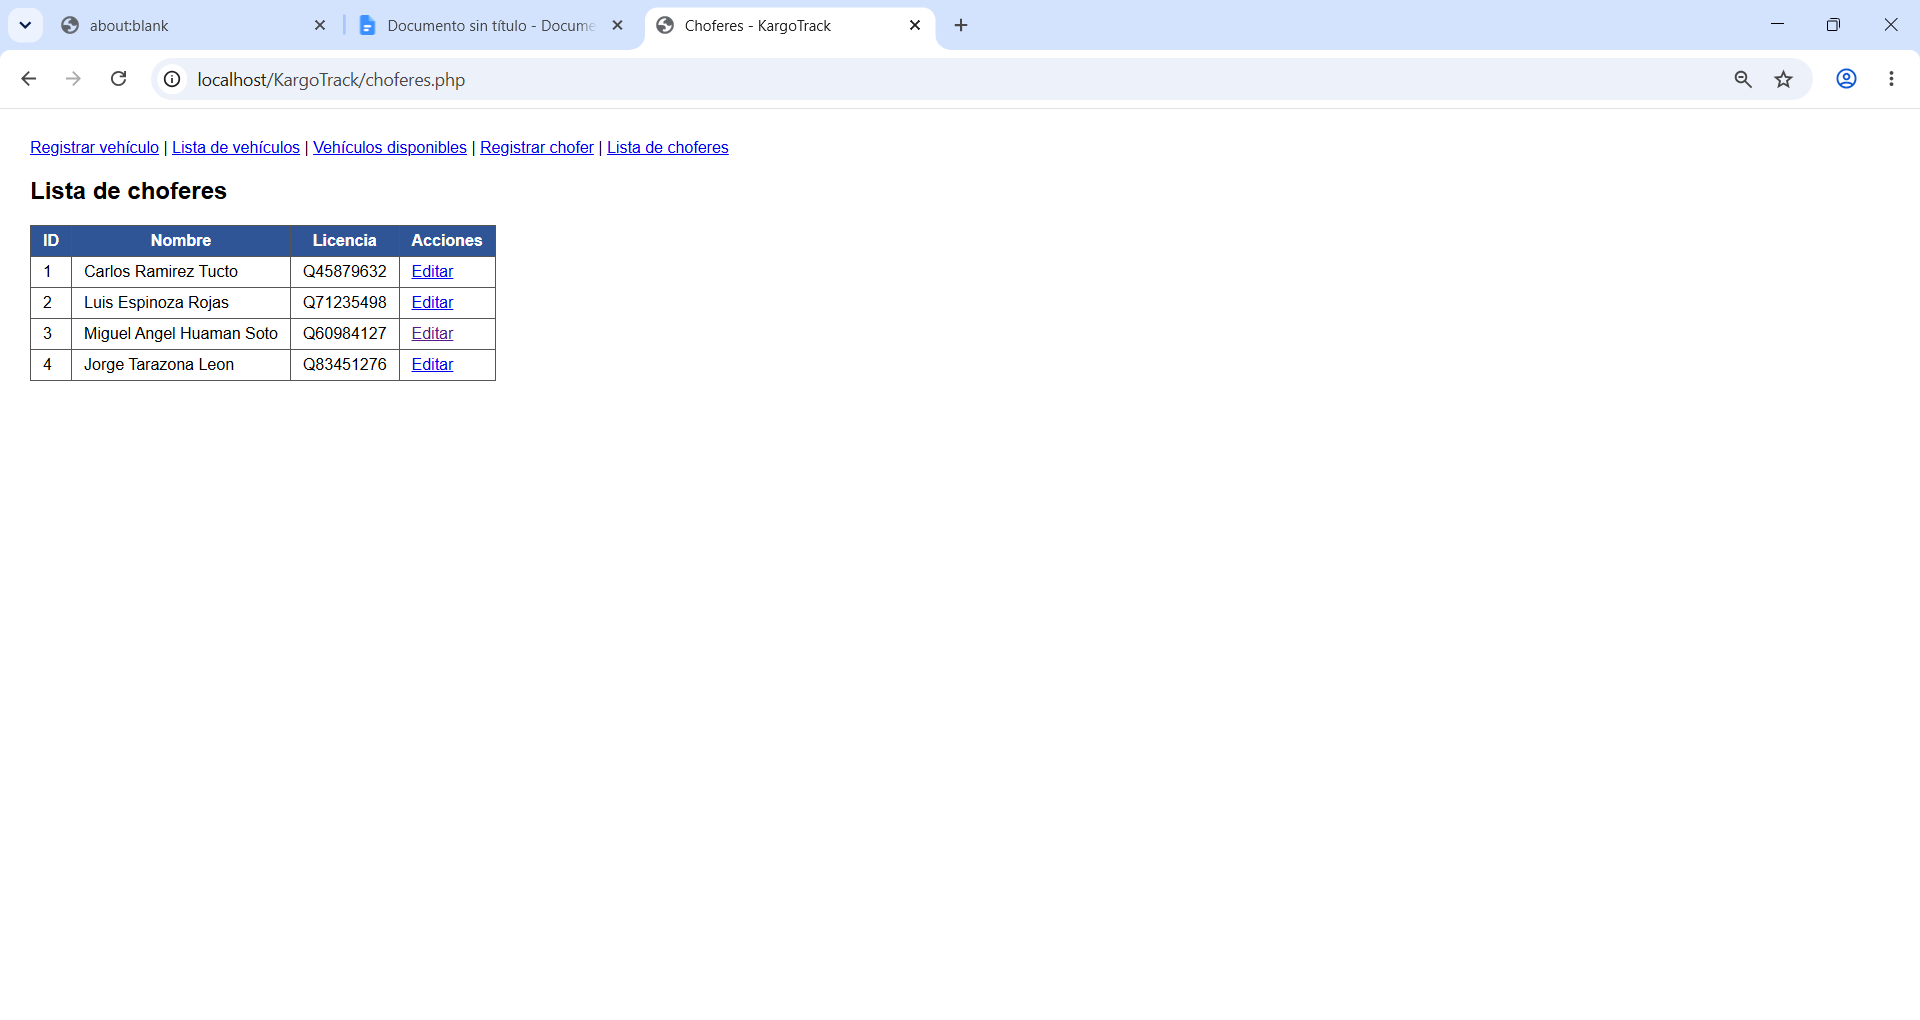 about:blank
Documento sin título - Docume
Choferes - KargoTrack
localhost/KargoTrack/choferes.php
Registrar vehículo | Lista de vehículos | Vehículos disponibles | Registrar chofer | Lista de choferes
Lista de choferes
ID Nombre Licencia Acciones
1 Carlos Ramirez Tucto Q45879632 Editar
2 Luis Espinoza Rojas Q71235498 Editar
3 Miguel Angel Huaman Soto Q60984127 Editar
4 Jorge Tarazona Leon Q83451276 Editar